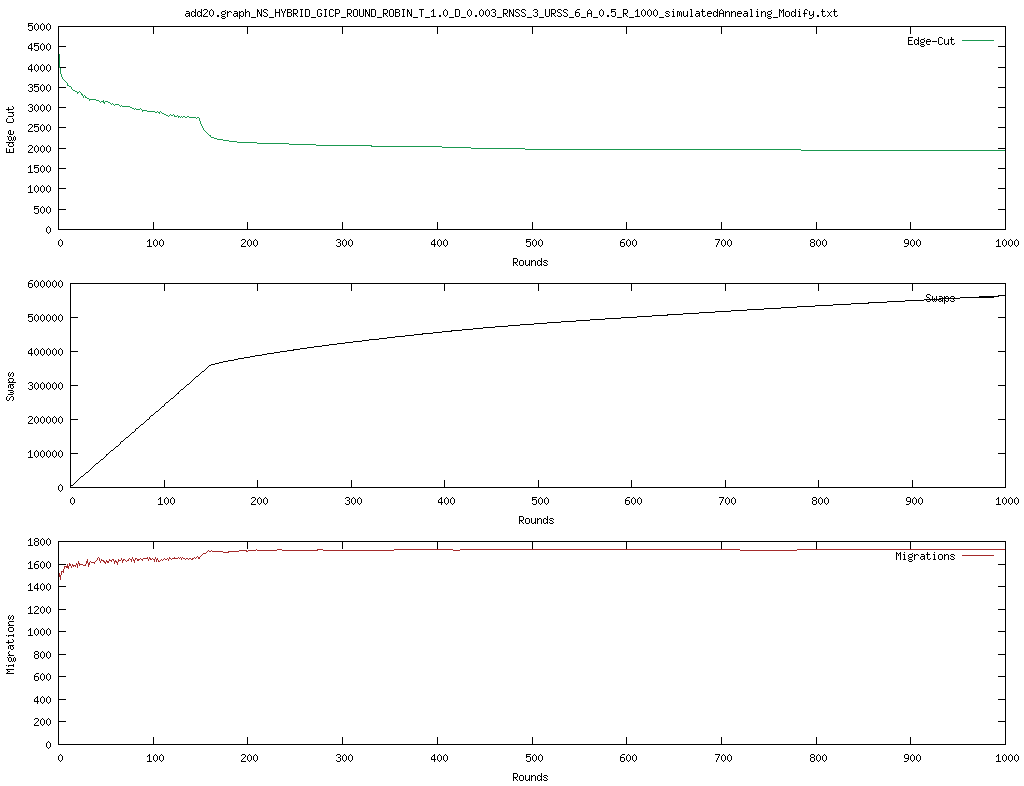 add20.graph_NS_HYBRID_GICP_ROUND_ROBIN_T_1.0_D_0.003_RNSS_3_URSS_6_A_0.5_R_1000_simulatedAnnealing_Modify.txt
Edge-Cut
5000
4500
4000
3500
3000
2500
2000
1500
1000
500
0
Edge Cut
0 100 200 300 400 500 600 700 800 900 1000
Rounds
Swaps
600000
500000
400000
300000
200000
100000
0
Swaps
0 100 200 300 400 500 600 700 800 900 1000
Rounds
Migrations
1800
1600
1400
1200
1000
800
600
400
200
0
Migrations
0 100 200 300 400 500 600 700 800 900 1000
Rounds